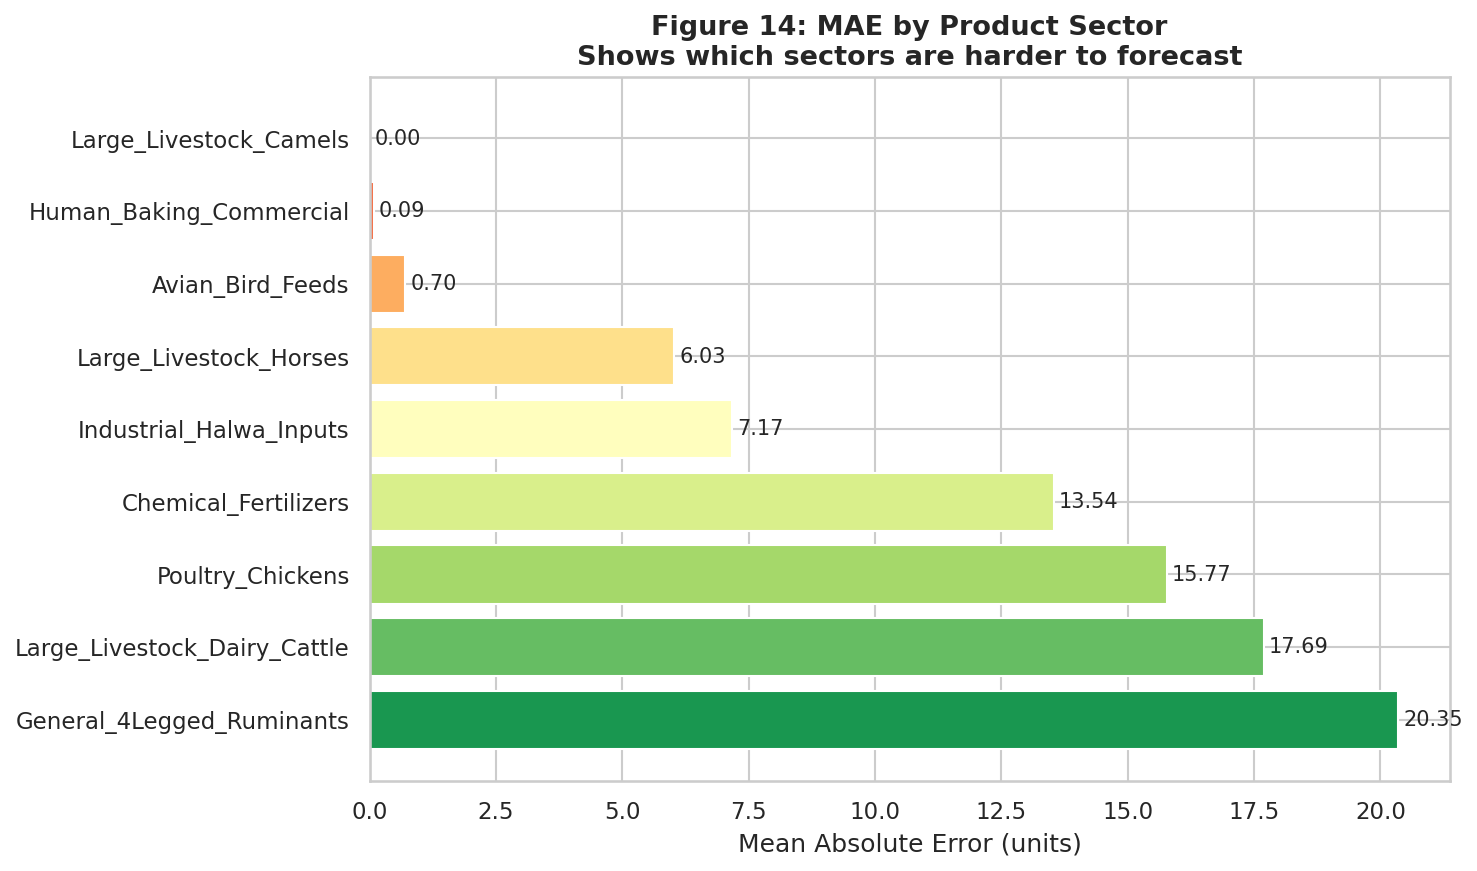 Figure 14: MAE by Product Sector
Shows which sectors are harder to forecast
Large_Livestock_Camels 0.00
Human_Baking_Commercial 0.09
Avian_Bird_Feeds 0.70
Large_Livestock_Horses 6.03
Industrial_Halwa_Inputs 7.17
Chemical_Fertilizers 13.54
Poultry_Chickens 15.77
Large_Livestock_Dairy_Cattle 17.69
General_4Legged_Ruminants 20.35
0.0 2.5 5.0 7.5 10.0 12.5 15.0 17.5 20.0
Mean Absolute Error (units)